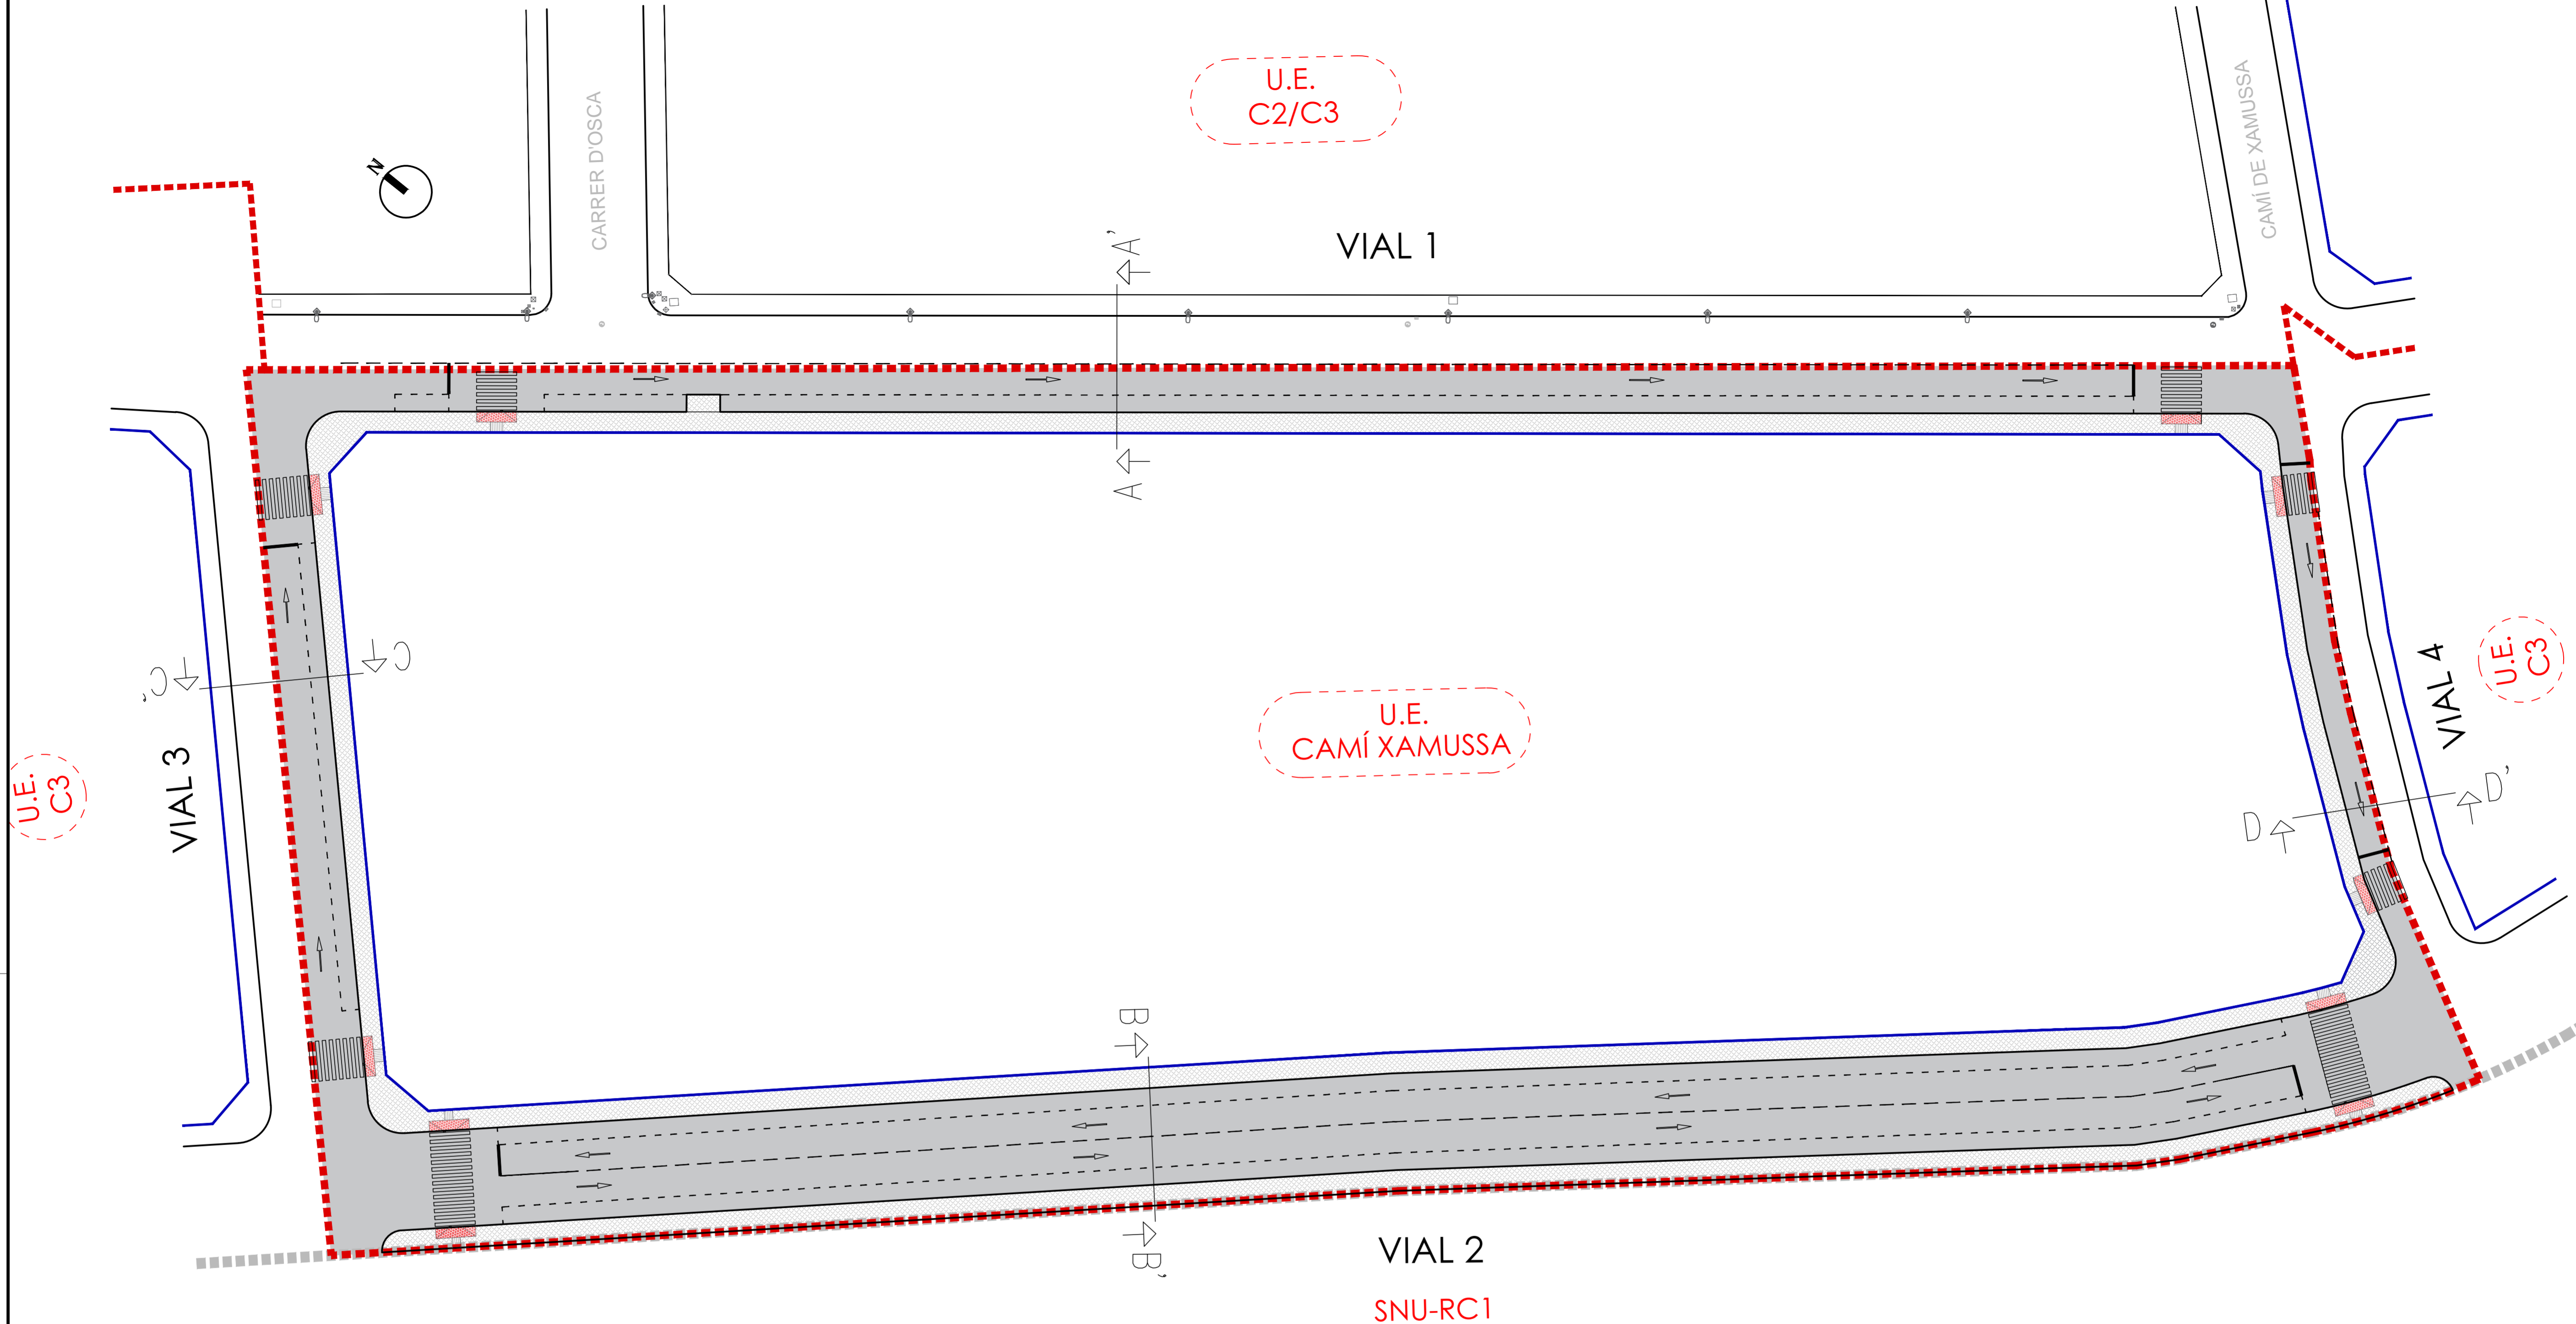 U.E.
C2/C3
CARRER D'OSCA
CAMÍ DE XAMUSSA
N
VIAL 1
A'
A
C'
C
VIAL 3
U.E.
C3
U.E.
CAMÍ XAMUSSA
VIAL 4
U.E.
C3
D
D'
B
B'
VIAL 2
SNU-RC1